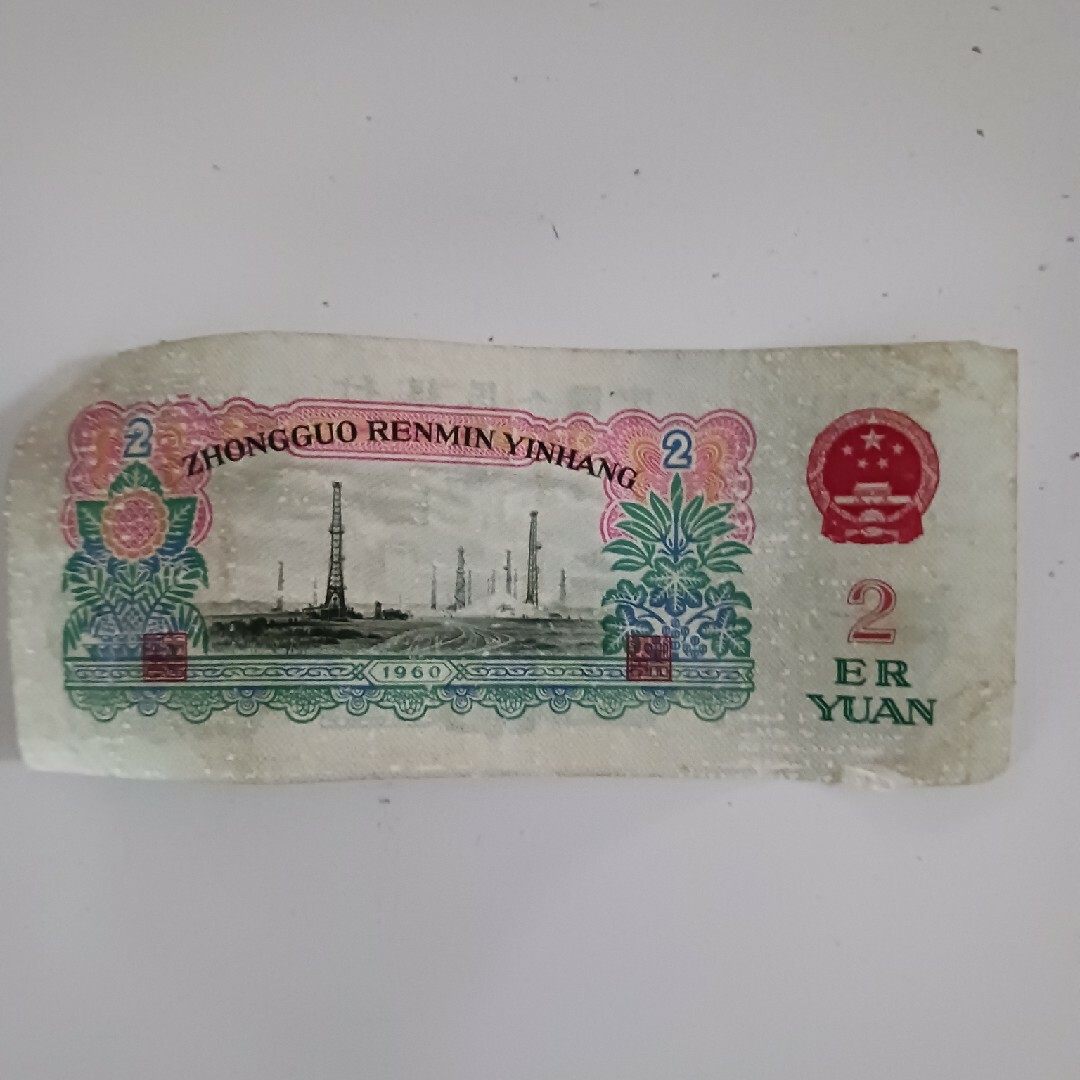 2
ZHONGGUO RENMIN YINHANG
2
1960
2
ER
YUAN